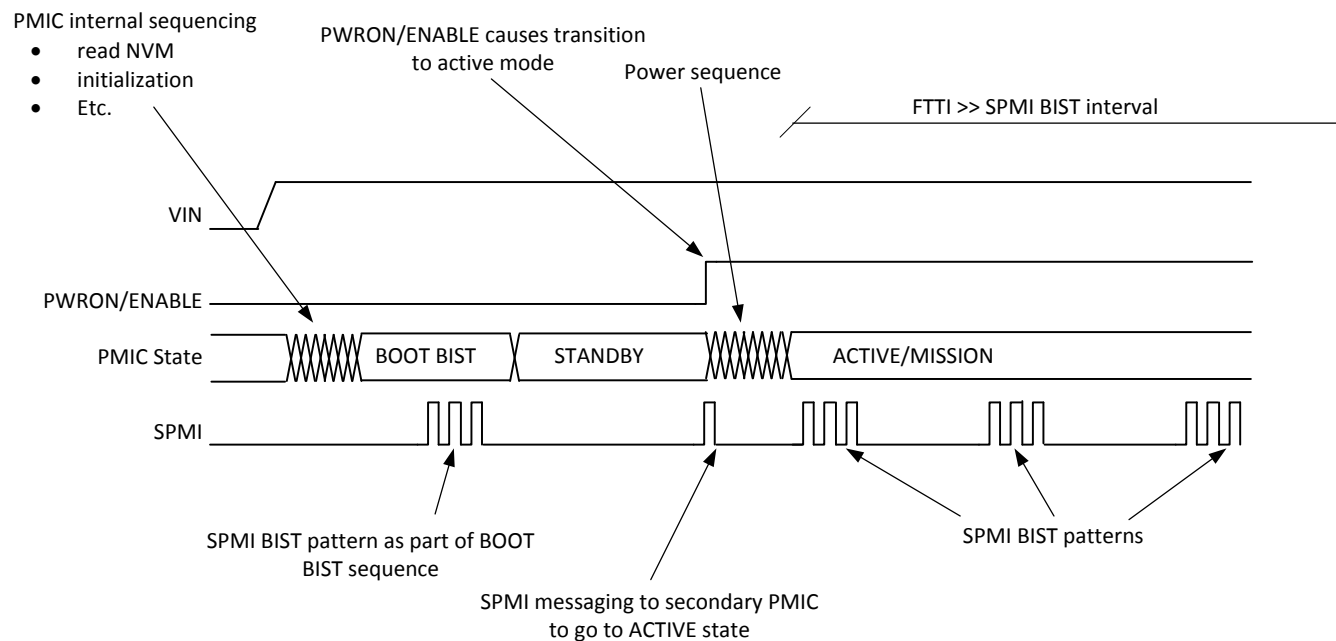 PMIC internal sequencing
• read NVM
• initialization
• Etc.
PWRON/ENABLE causes transition
to active mode
Power sequence
FTTI >> SPMI BIST interval
VIN
PWRON/ENABLE
PMIC State
BOOT BIST
STANDBY
ACTIVE/MISSION
SPMI
SPMI BIST pattern as part of BOOT
BIST sequence
SPMI messaging to secondary PMIC
to go to ACTIVE state
SPMI BIST patterns